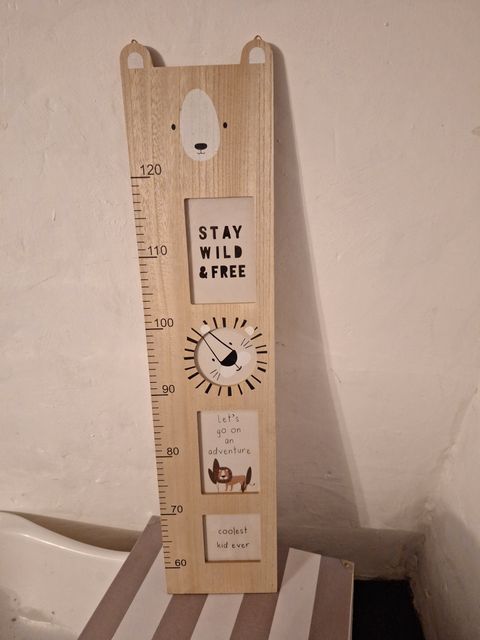 120
STAY
WILD
& FREE
110
100
90
Let's
go on
an
adventure
80
70
coolest
kid ever
60